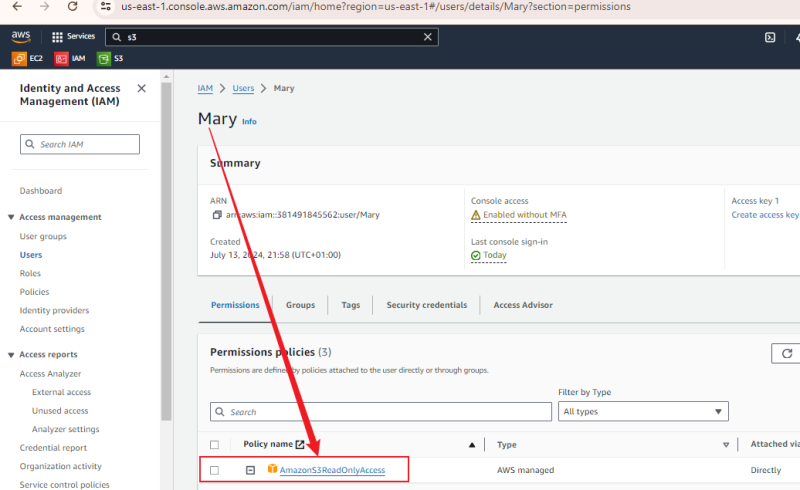 us-east-1.console.aws.amazon.com/iam/home?region=us-east-1#/users/details/Mary?section=permissions
aws Services s3
EC2 IAM S3
Identity and Access
Management (IAM)
Search IAM
Dashboard
Access management
User groups
Users
Roles
Policies
Identity providers
Account settings
Access reports
Access Analyzer
External access
Unused access
Analyzer settings
Credential report
Organization activity
Service control policies
IAM > Users > Mary
Mary Info
Summary
ARN
arn:aws:iam::381491845562:user/Mary
Created
July 13, 2024, 21:58 (UTC+01:00)
Console access
Enabled without MFA
Last console sign-in
Today
Access key 1
Create access key
Permissions Groups Tags Security credentials Access Advisor
Permissions policies (3)
Permissions are defined by policies attached to the user directly or through groups.
Filter by Type
Search All types
Policy name Type Attached via
AmazonS3ReadOnlyAccess AWS managed Directly